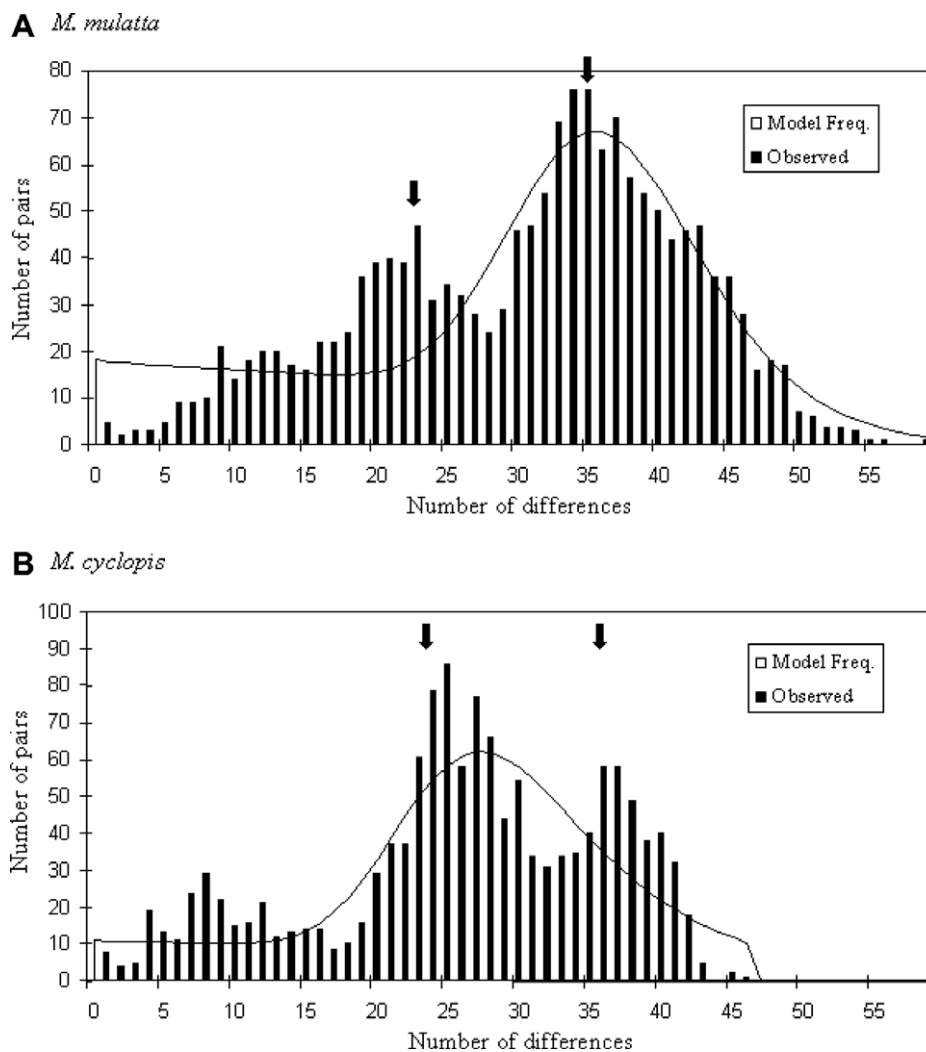 A M. mulatta
80
70
60
50
40
30
20
10
0
Number of pairs
Model Freq.
Observed
0 5 10 15 20 25 30 35 40 45 50 55
Number of differences
B M. cyclopis
100
90
80
70
60
50
40
30
20
10
0
Number of pairs
Model Freq.
Observed
0 5 10 15 20 25 30 35 40 45 50 55
Number of differences